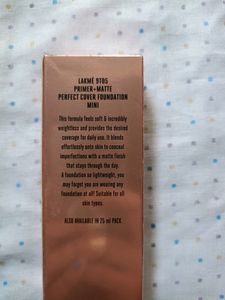 LAKMÉ 9TO5
PRIMER+MATTE
PERFECT COVER FOUNDATION
MINI
This formula feels soft & incredibly
weightless and provides the desired
coverage for daily use. It blends
effortlessly onto skin to conceal
imperfections with a matte finish
that stays through the day.
A foundation so lightweight, you
may forget you are wearing any
foundation at all! Suitable for all
skin types.
ALSO AVAILABLE IN 25 ml PACK